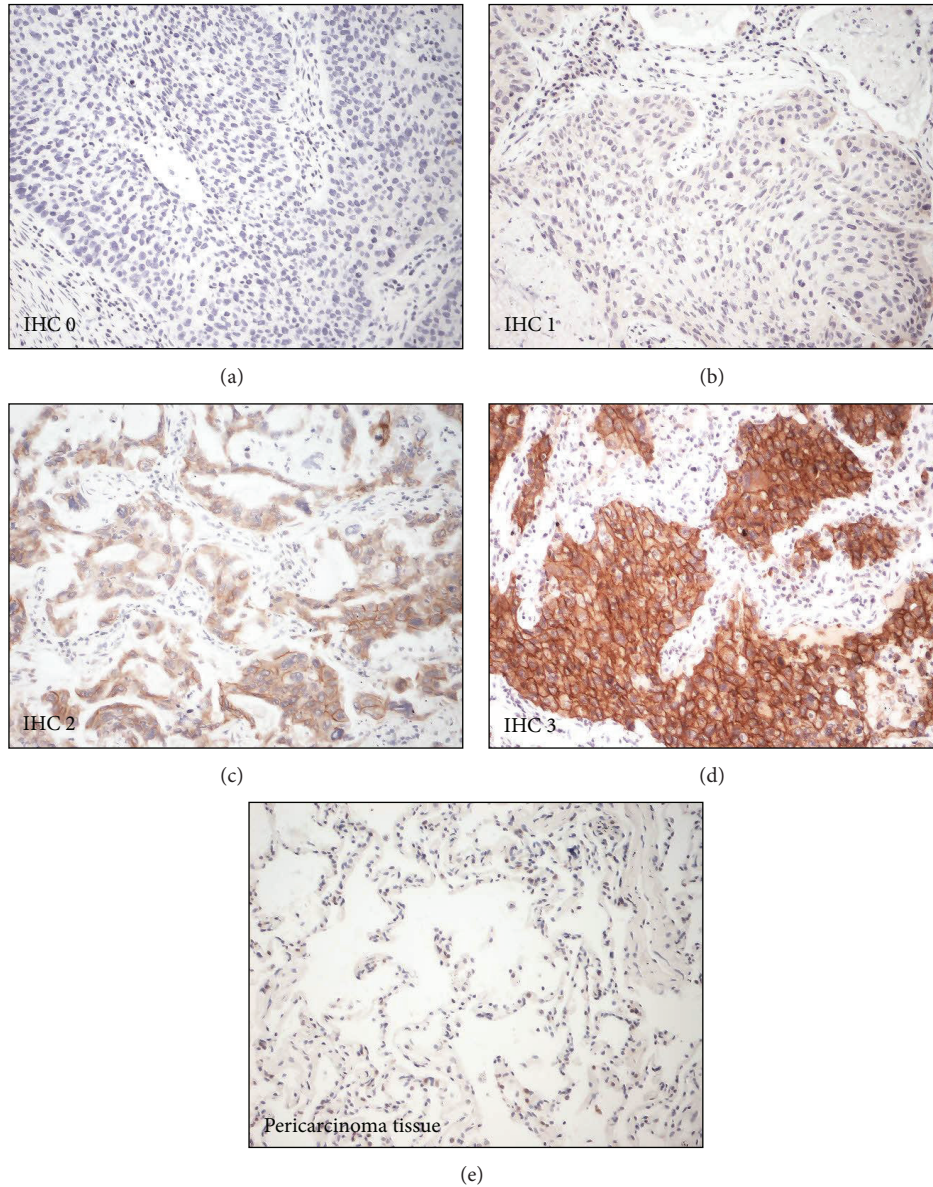 IHC 0
(a)
IHC 1
(b)
IHC 2
(c)
IHC 3
(d)
Pericarcinoma tissue
(e)